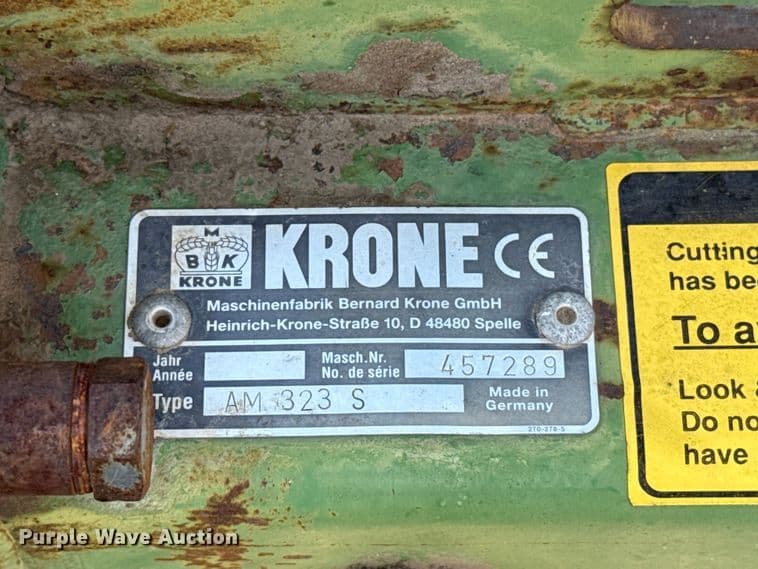 M
B K
KRONE
KRONE CE
Maschinenfabrik Bernard Krone GmbH
Heinrich-Krone-Straße 10, D 48480 Spelle
Jahr
Année
Masch.Nr.
No. de série
457289
Type AM 323 S
Made in
Germany
270-378-5
Cutting
has be
To a
Look
Do no
have
Purple Wave Auction